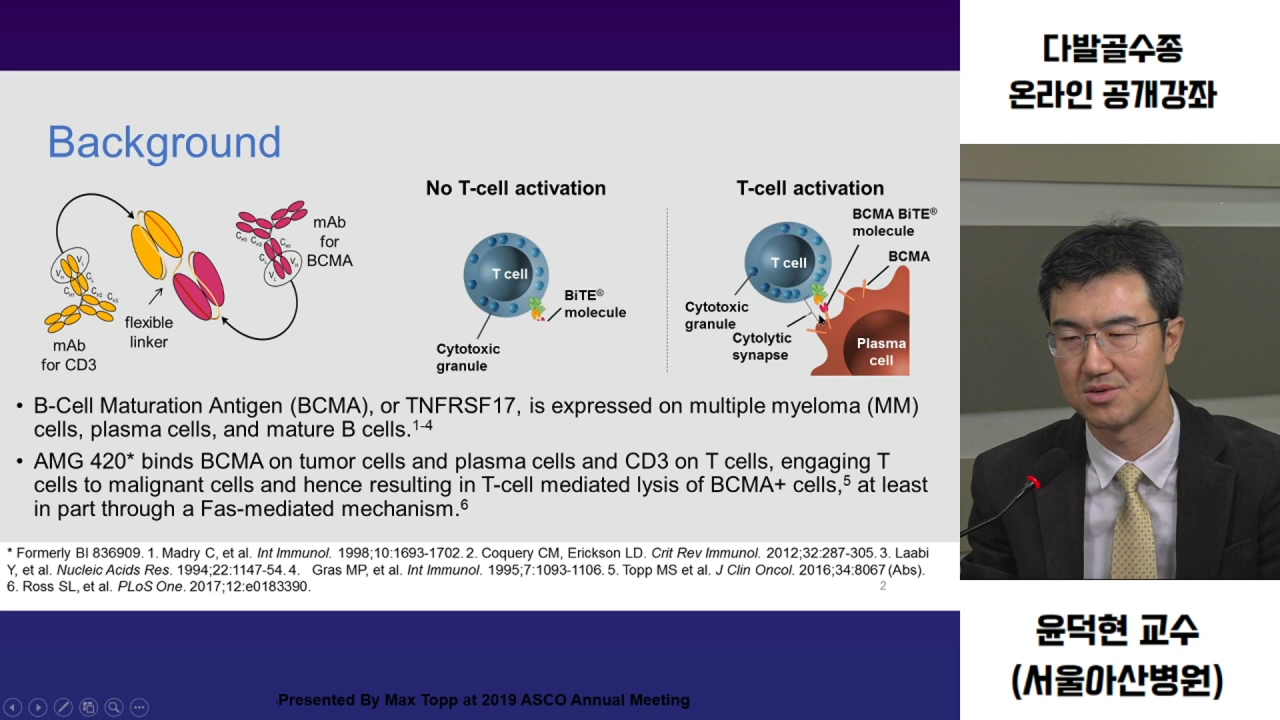 다발골수종
온라인 공개강좌
Background
No T-cell activation
T-cell activation
mAb
for
BCMA
flexible
linker
mAb
for CD3
T cell
BiTE®
molecule
Cytotoxic
granule
T cell
BCMA BiTE®
molecule
BCMA
Cytotoxic
granule
Cytolytic
synapse
Plasma
cell
• B-Cell Maturation Antigen (BCMA), or TNFRSF17, is expressed on multiple myeloma (MM)
cells, plasma cells, and mature B cells.1-4
• AMG 420* binds BCMA on tumor cells and plasma cells and CD3 on T cells, engaging T
cells to malignant cells and hence resulting in T-cell mediated lysis of BCMA+ cells,5 at least
in part through a Fas-mediated mechanism.6
* Formerly BI 836909. 1. Madry C, et al. Int Immunol. 1998;10:1693-1702. 2. Coquery CM, Erickson LD. Crit Rev Immunol. 2012;32:287-305. 3. Laabi
Y, et al. Nucleic Acids Res. 1994;22:1147-54. 4. Gras MP, et al. Int Immunol. 1995;7:1093-1106. 5. Topp MS et al. J Clin Oncol. 2016;34:8067 (Abs).
6. Ross SL, et al. PLoS One. 2017;12:e0183390.
2
Presented By Max Topp at 2019 ASCO Annual Meeting
윤덕현 교수
(서울아산병원)